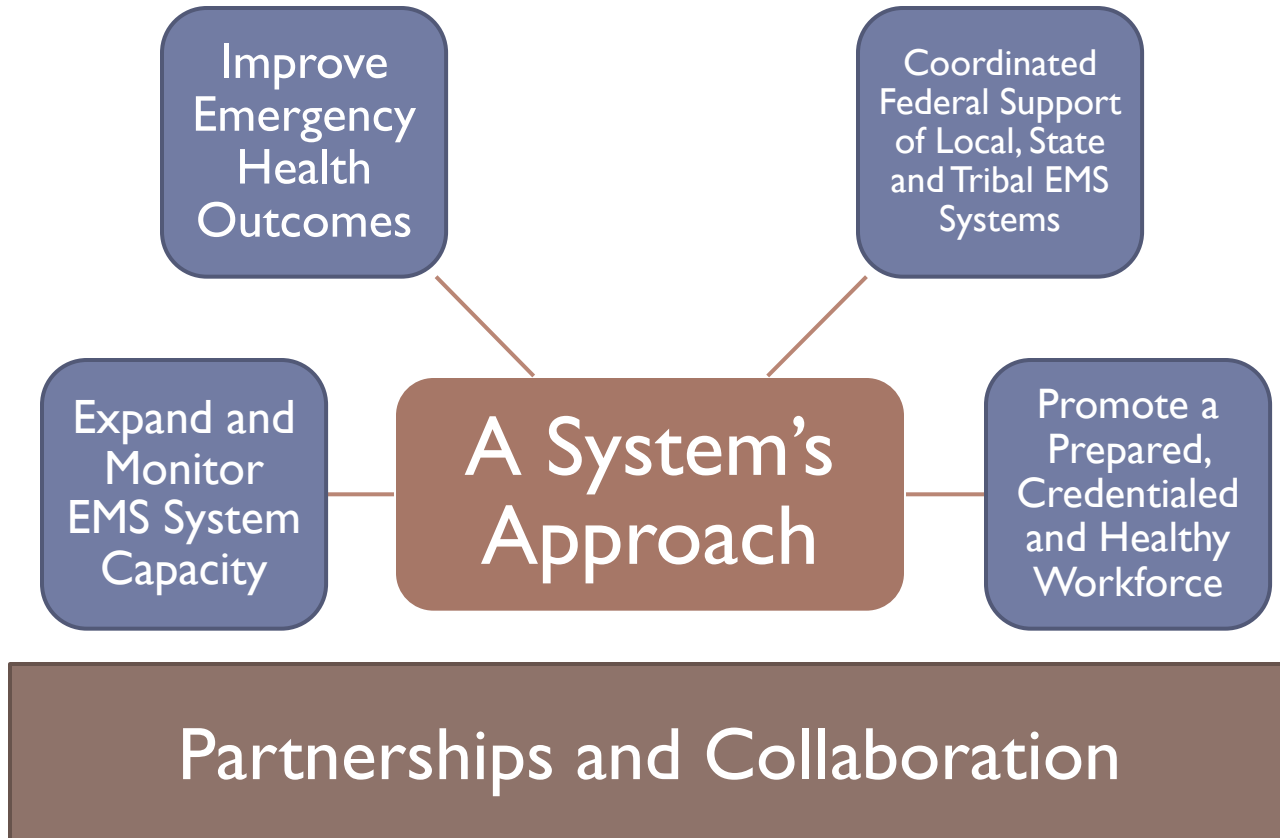 Improve
Emergency
Health
Outcomes
Coordinated
Federal Support
of Local, State
and Tribal EMS
Systems
Expand and
Monitor
EMS System
Capacity
A System’s
Approach
Promote a
Prepared,
Credentialed
and Healthy
Workforce
Partnerships and Collaboration